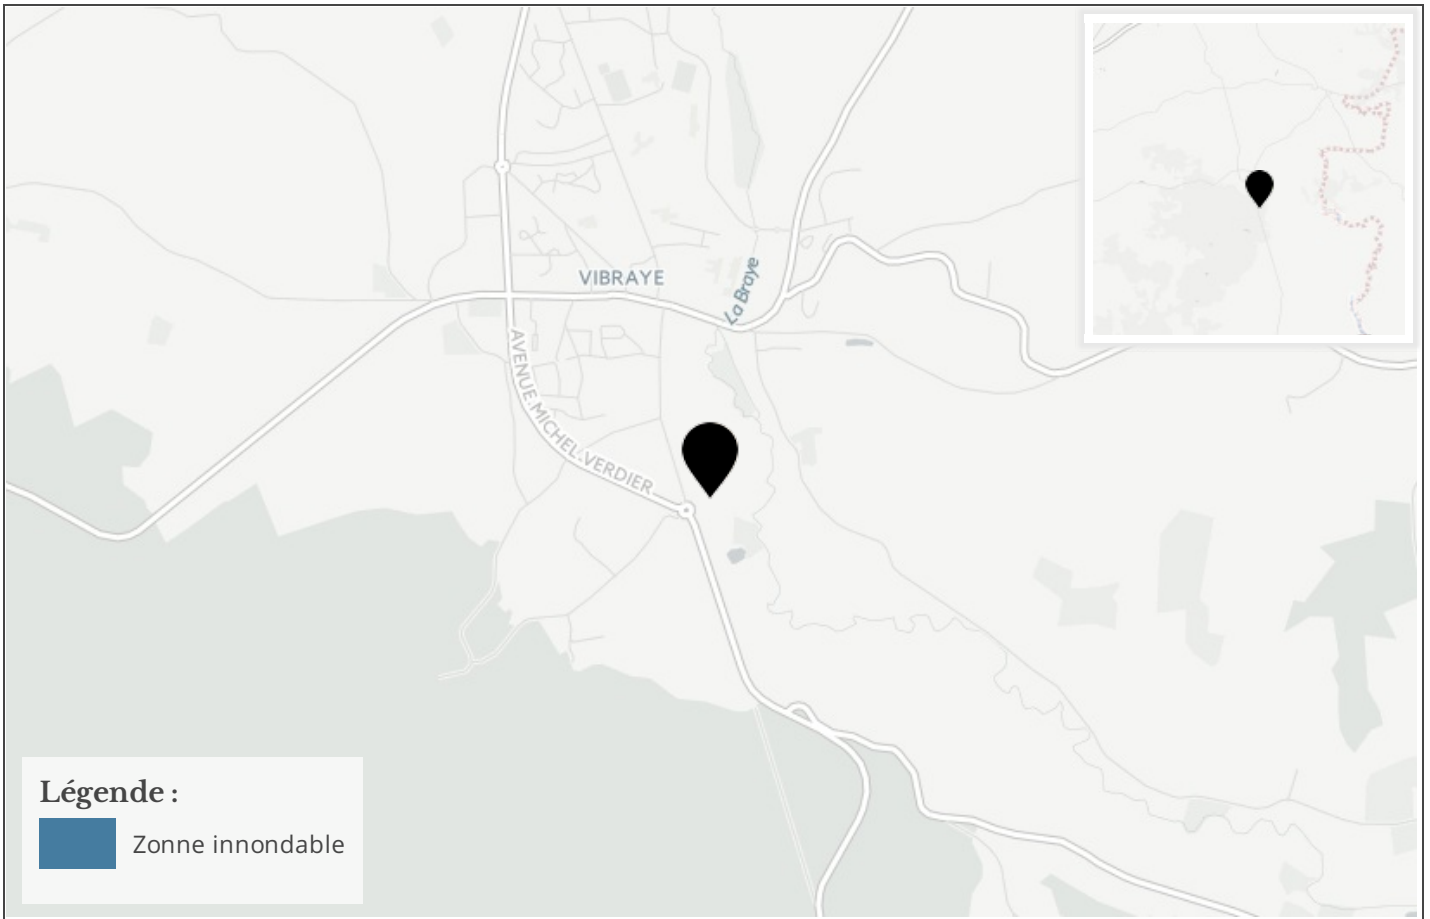 VIBRAYE
La Braye
AVENUE MICHEL VERDIER
Légende :
Zonne innondable